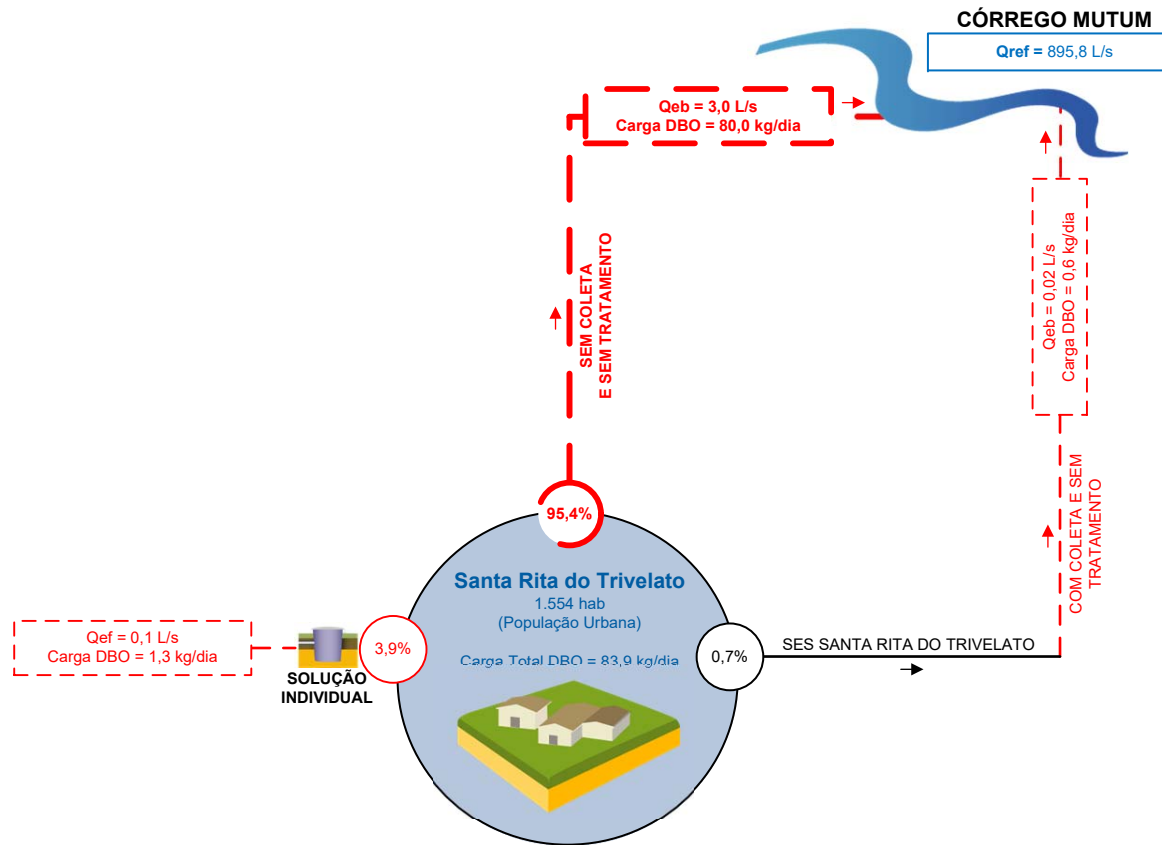 CÓRREGO MUTUM
Qref = 895,8 L/s
Qeb = 3,0 L/s
Carga DBO = 80,0 kg/dia
SEM COLETA
E SEM TRATAMENTO
Qeb = 0,02 L/s
Carga DBO = 0,6 kg/dia
COM COLETA E SEM
TRATAMENTO
95,4%
Santa Rita do Trivelato
1.554 hab
(População Urbana)
Carga Total DBO = 83,9 kg/dia
Qef = 0,1 L/s
Carga DBO = 1,3 kg/dia
SOLUÇÃO
INDIVIDUAL
3,9%
0,7%
SES SANTA RITA DO TRIVELATO